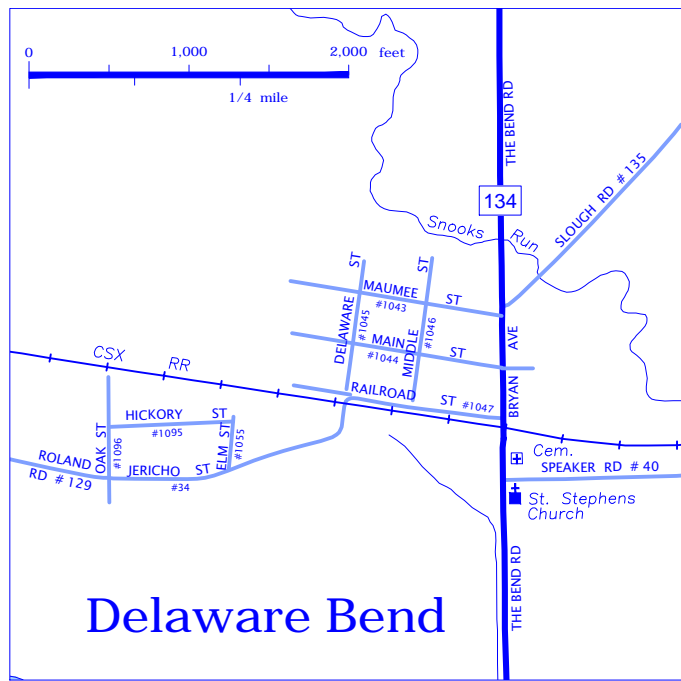 0 1,000 2,000 feet
1/4 mile
THE BEND RD
134
SLOUGH RD # 135
Snooks Run
ST
ST
MAUMEE ST
#1043
DELAWARE
#1045
MIDDLE
#1046
MAIN ST
#1044
AVE
BRYAN
CSX RR
RAILROAD ST #1047
HICKORY ST
#1095
OAK ST
#1096
ELM ST
#1055
ROLAND
RD # 129
JERICHO ST
#34
Cem.
SPEAKER RD # 40
St. Stephens
Church
THE BEND RD
Delaware Bend